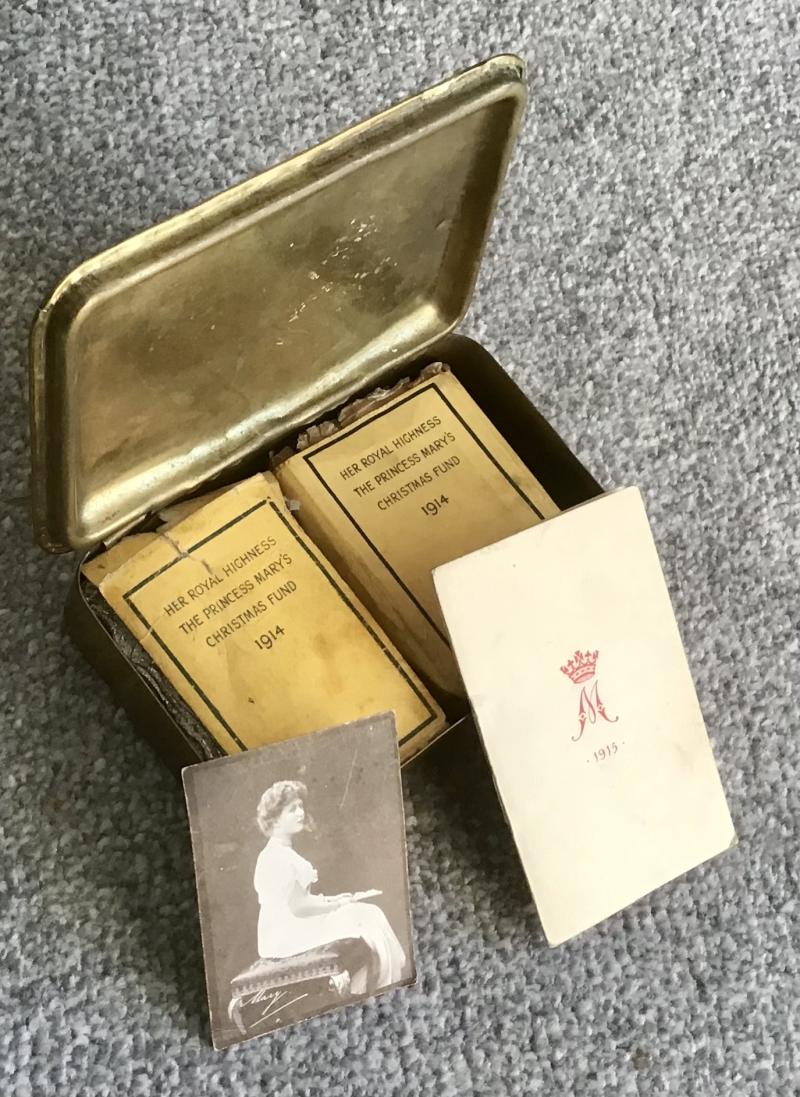 HER ROYAL HIGHNESS
THE PRINCESS MARY'S
CHRISTMAS FUND
1914
HER ROYAL HIGHNESS
THE PRINCESS MARY'S
CHRISTMAS FUND
1914
M
·1915·
Mary